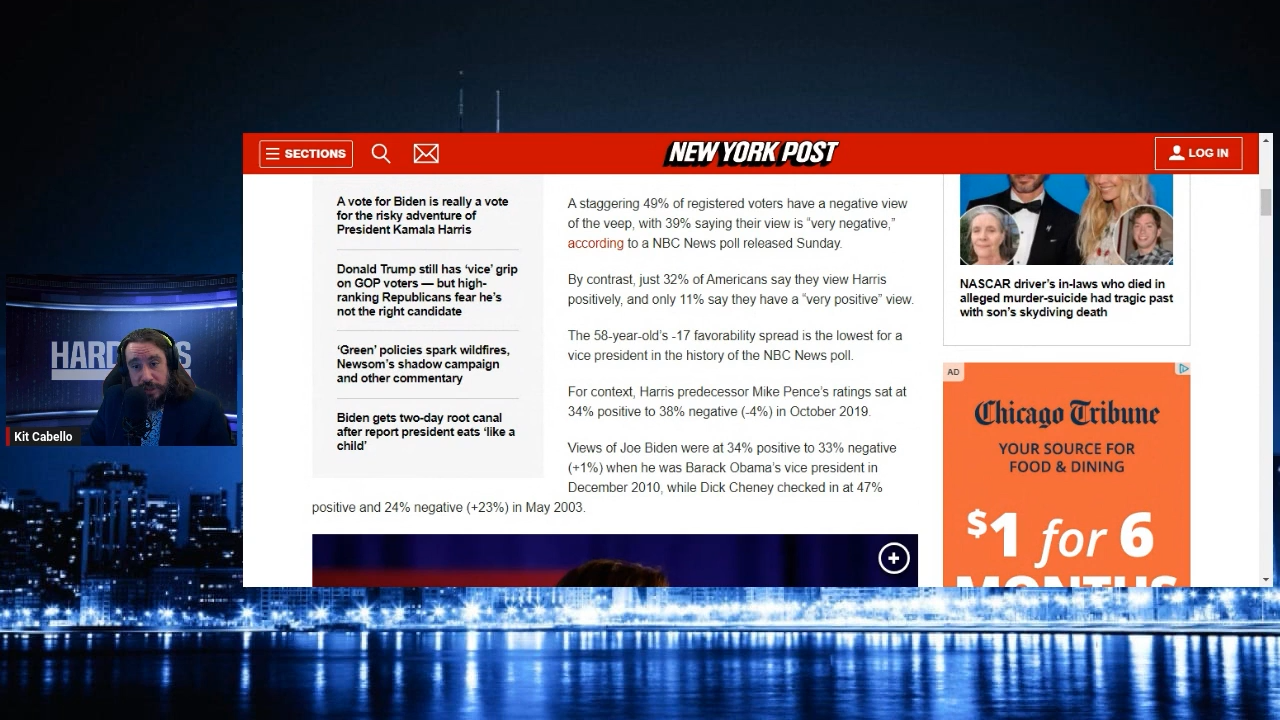 SECTIONS
NEW YORK POST
LOG IN
A vote for Biden is really a vote
for the risky adventure of
President Kamala Harris
Donald Trump still has ‘vice’ grip
on GOP voters — but high-
ranking Republicans fear he’s
not the right candidate
‘Green’ policies spark wildfires,
Newsom’s shadow campaign
and other commentary
Biden gets two-day root canal
after report president eats ‘like a
child’
A staggering 49% of registered voters have a negative view
of the veep, with 39% saying their view is “very negative,”
according to a NBC News poll released Sunday.
By contrast, just 32% of Americans say they view Harris
positively, and only 11% say they have a “very positive” view.
The 58-year-old’s -17 favorability spread is the lowest for a
vice president in the history of the NBC News poll.
For context, Harris predecessor Mike Pence’s ratings sat at
34% positive to 38% negative (-4%) in October 2019.
Views of Joe Biden were at 34% positive to 33% negative
(+1%) when he was Barack Obama’s vice president in
December 2010, while Dick Cheney checked in at 47%
positive and 24% negative (+23%) in May 2003.
NASCAR driver’s in-laws who died in
alleged murder-suicide had tragic past
with son’s skydiving death
AD
Chicago Tribune
YOUR SOURCE FOR
FOOD & DINING
$1 for 6
MONTHS
Kit Cabello